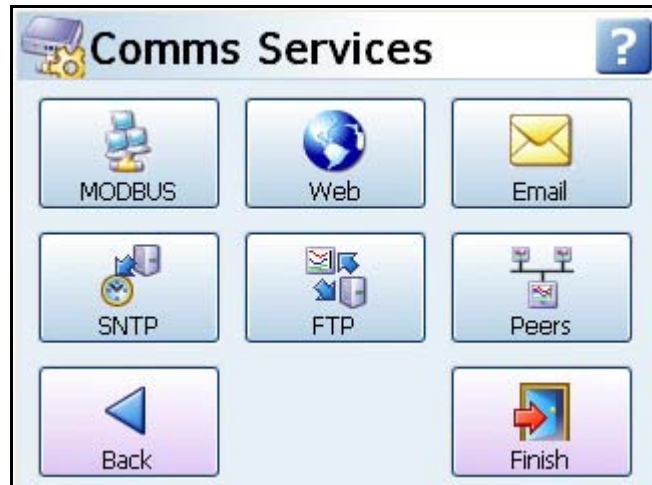 Comms Services ?
MODBUS Web Email
SNTP FTP Peers
Back Finish